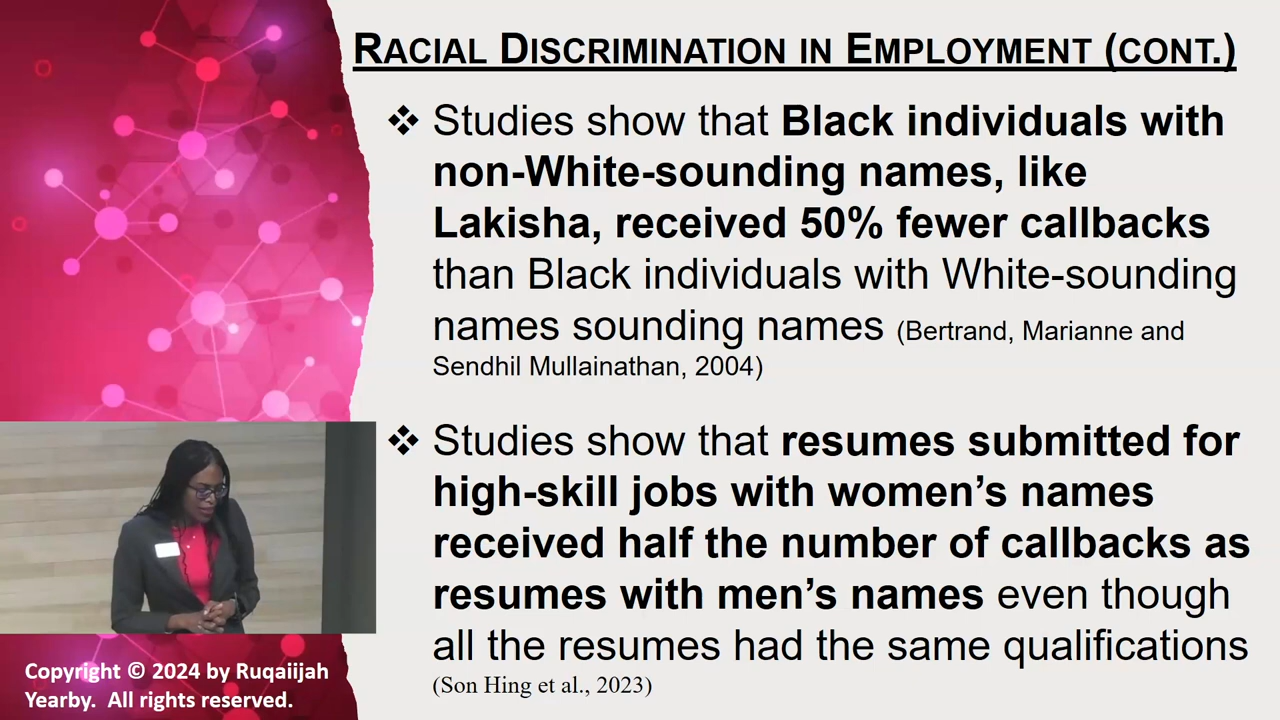 RACIAL DISCRIMINATION IN EMPLOYMENT (CONT.)
❖ Studies show that Black individuals with
non-White-sounding names, like
Lakisha, received 50% fewer callbacks
than Black individuals with White-sounding
names sounding names (Bertrand, Marianne and
Sendhil Mullainathan, 2004)
❖ Studies show that resumes submitted for
high-skill jobs with women’s names
received half the number of callbacks as
resumes with men’s names even though
all the resumes had the same qualifications
(Son Hing et al., 2023)
Copyright © 2024 by Ruqaiijah
Yearby. All rights reserved.